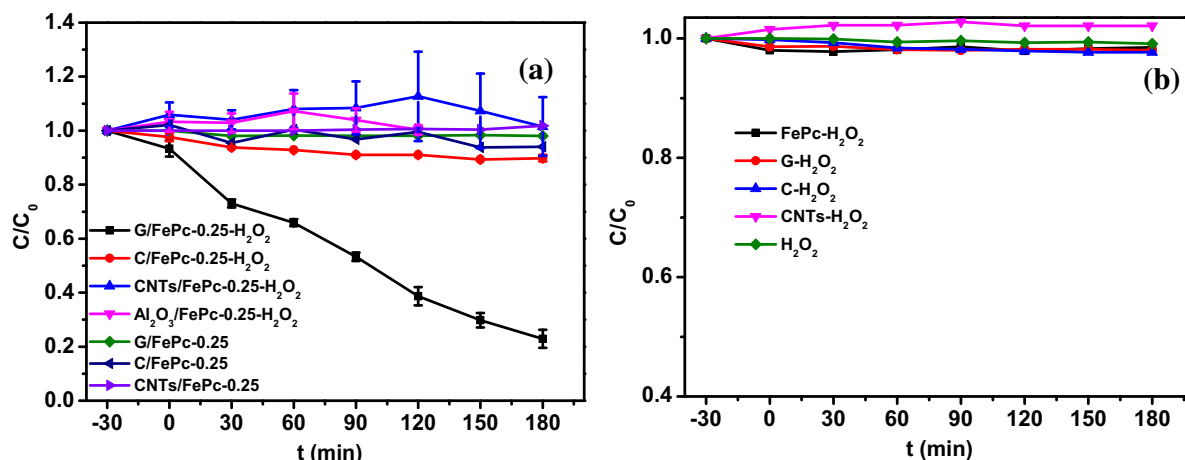 1.4
1.2
1.0
0.8
0.6
0.4
0.2
0.0
C/C₀
(a)
G/FePc-0.25-H₂O₂
C/FePc-0.25-H₂O₂
CNTs/FePc-0.25-H₂O₂
Al₂O₃/FePc-0.25-H₂O₂
G/FePc-0.25
C/FePc-0.25
CNTs/FePc-0.25
-30 0 30 60 90 120 150 180
t (min)
1.0
0.8
0.6
0.4
C/C₀
(b)
FePc-H₂O₂
G-H₂O₂
C-H₂O₂
CNTs-H₂O₂
H₂O₂
-30 0 30 60 90 120 150 180
t (min)